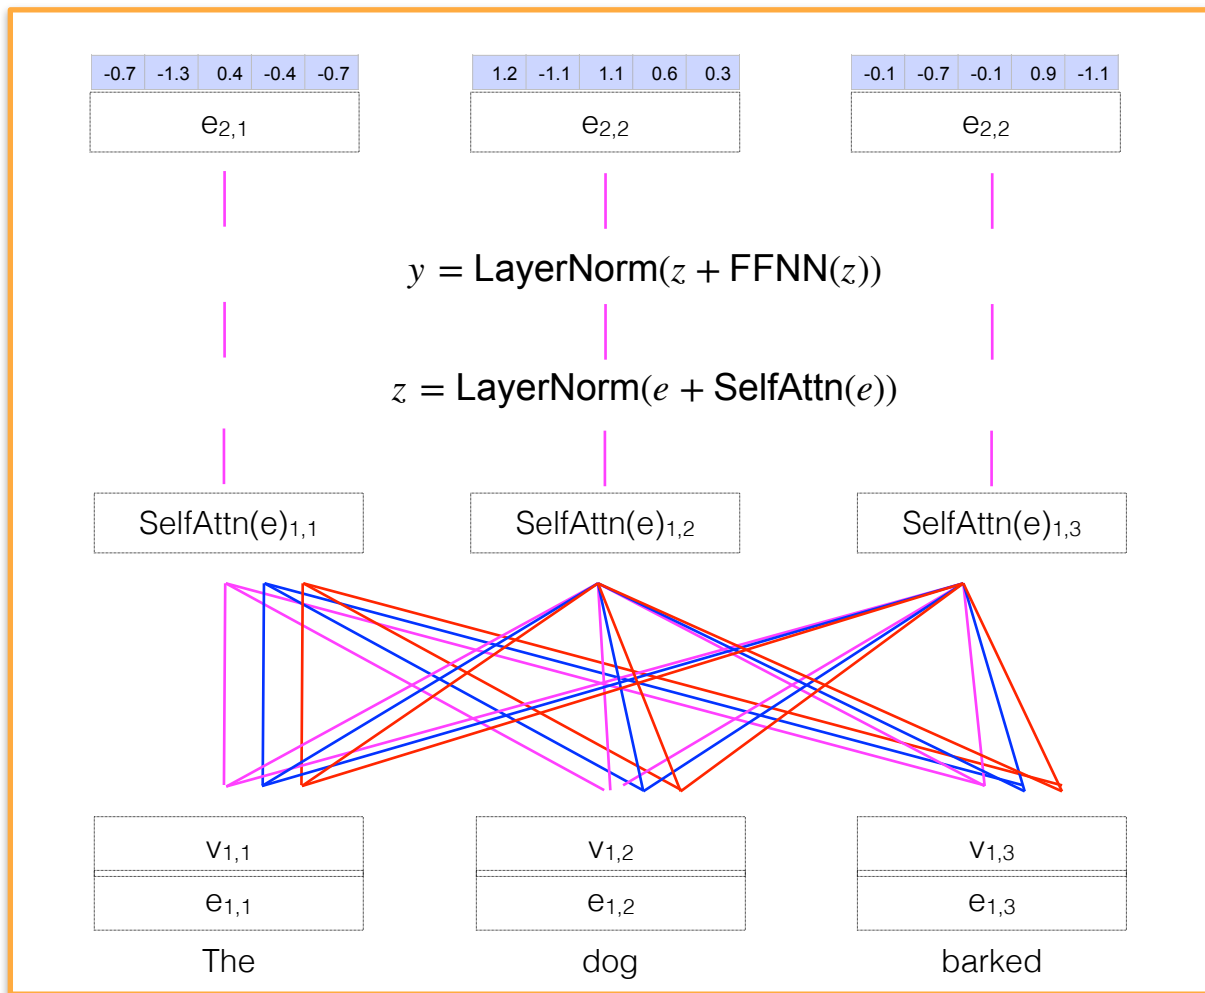 -0.7 -1.3 0.4 -0.4 -0.7 1.2 -1.1 1.1 0.6 0.3 -0.1 -0.7 -0.1 0.9 -1.1
e2,1 e2,2 e2,2
y = LayerNorm(z + FFNN(z))
z = LayerNorm(e + SelfAttn(e))
SelfAttn(e)1,1 SelfAttn(e)1,2 SelfAttn(e)1,3
v1,1 v1,2 v1,3
e1,1 e1,2 e1,3
The dog barked